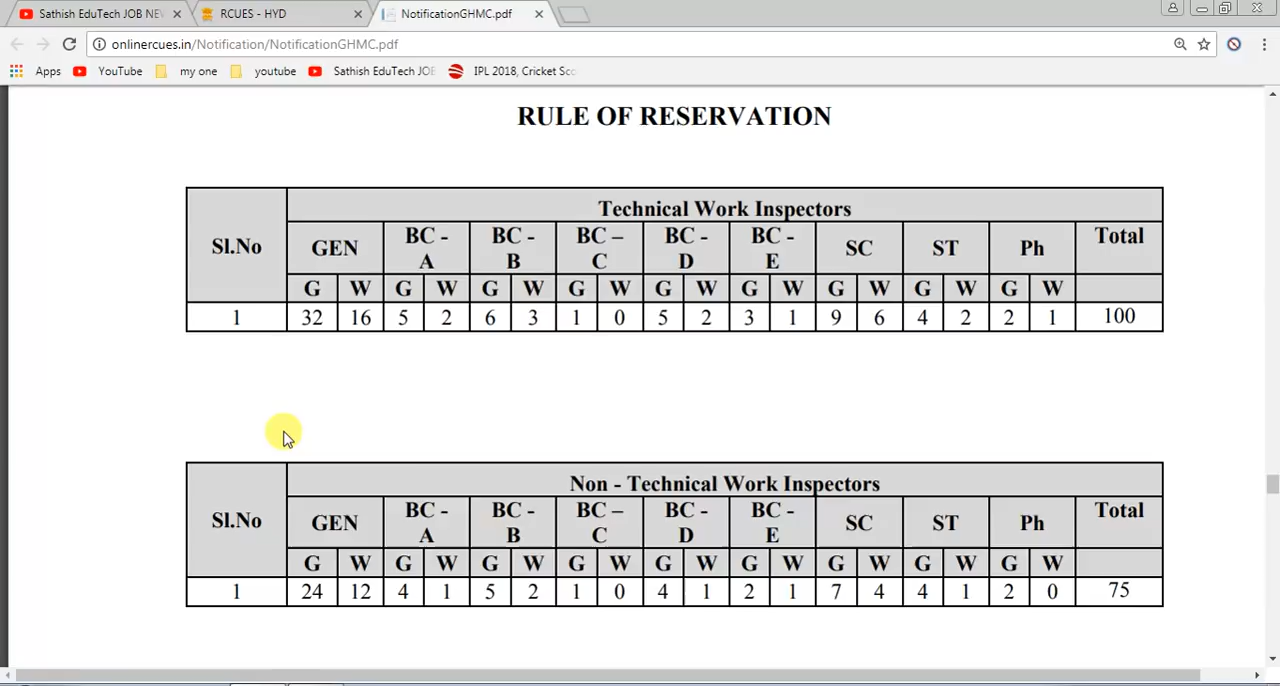 Sathish EduTech JOB NEW
RCUES - HYD
NotificationGHMC.pdf
onlinercues.in/Notification/NotificationGHMC.pdf
Apps YouTube my one youtube Sathish EduTech JOB IPL 2018, Cricket Sco
RULE OF RESERVATION
Sl.No Technical Work Inspectors
GEN BC - A BC - B BC – C BC - D BC - E SC ST Ph Total
G W G W G W G W G W G W G W G W G W
1 32 16 5 2 6 3 1 0 5 2 3 1 9 6 4 2 2 1 100
Sl.No Non - Technical Work Inspectors
GEN BC - A BC - B BC – C BC - D BC - E SC ST Ph Total
G W G W G W G W G W G W G W G W G W
1 24 12 4 1 5 2 1 0 4 1 2 1 7 4 4 1 2 0 75